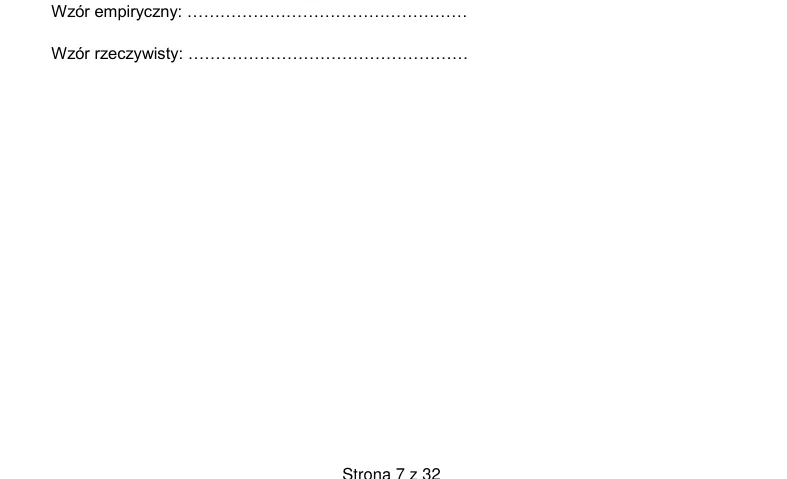 Wzór empiryczny: ……………………………………………
Wzór rzeczywisty: ……………………………………………
Strona 7 z 32